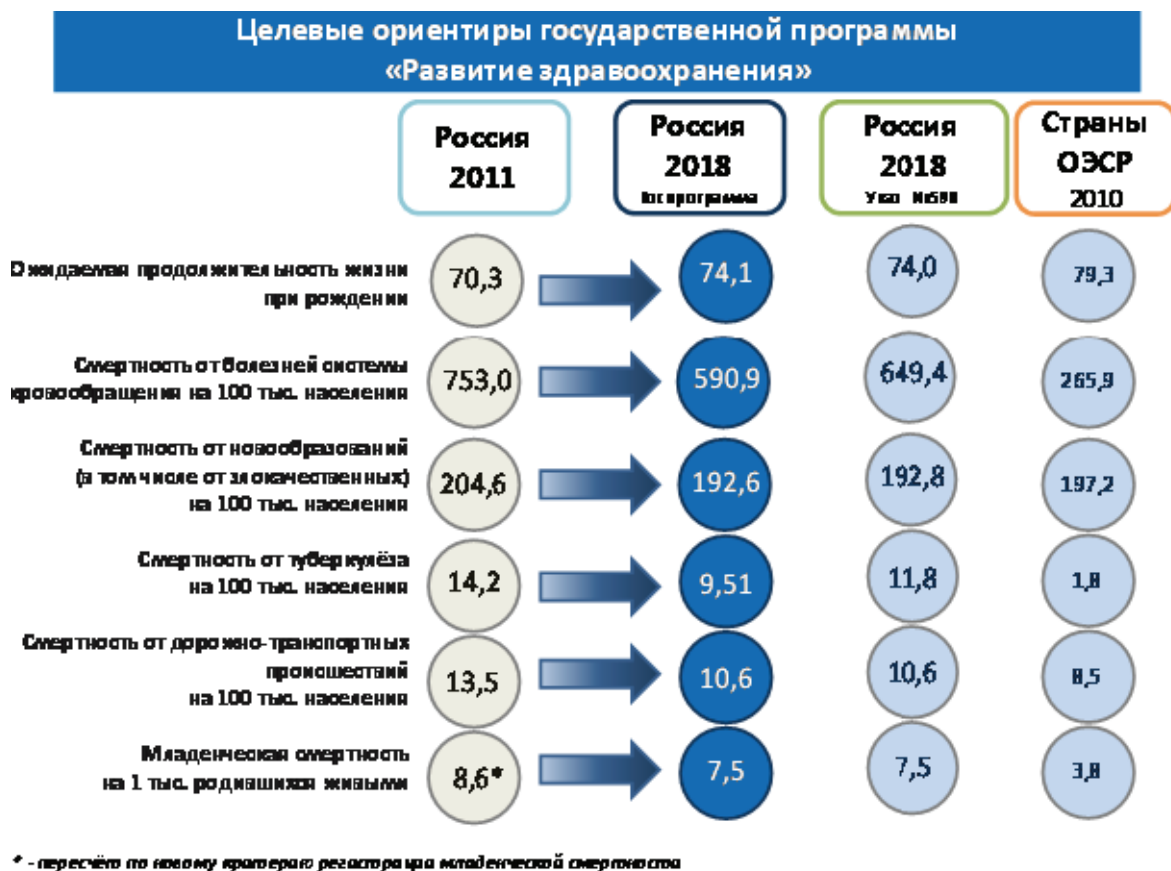 Целевые ориентиры государственной программы
«Развитие здравоохранения»
Россия
2011
Россия
2018
Госпрограмма
Россия
2018
Указ №598
Страны
ОЭСР
2010
Ожидаемая продолжительность жизни
при рождении
70,3
74,1
74,0
79,3
Смертность от болезней системы
кровообращения на 100 тыс. населения
753,0
590,9
649,4
265,9
Смертность от новообразований
(в том числе от злокачественных)
на 100 тыс. населения
204,6
192,6
192,8
197,2
Смертность от туберкулёза
на 100 тыс. населения
14,2
9,51
11,8
1,8
Смертность от дорожно-транспортных
происшествий
на 100 тыс. населения
13,5
10,6
10,6
8,5
Младенческая смертность
на 1 тыс. родившихся живыми
8,6*
7,5
7,5
3,8
* - пересчёт по новому критерию регистрации младенческой смертности